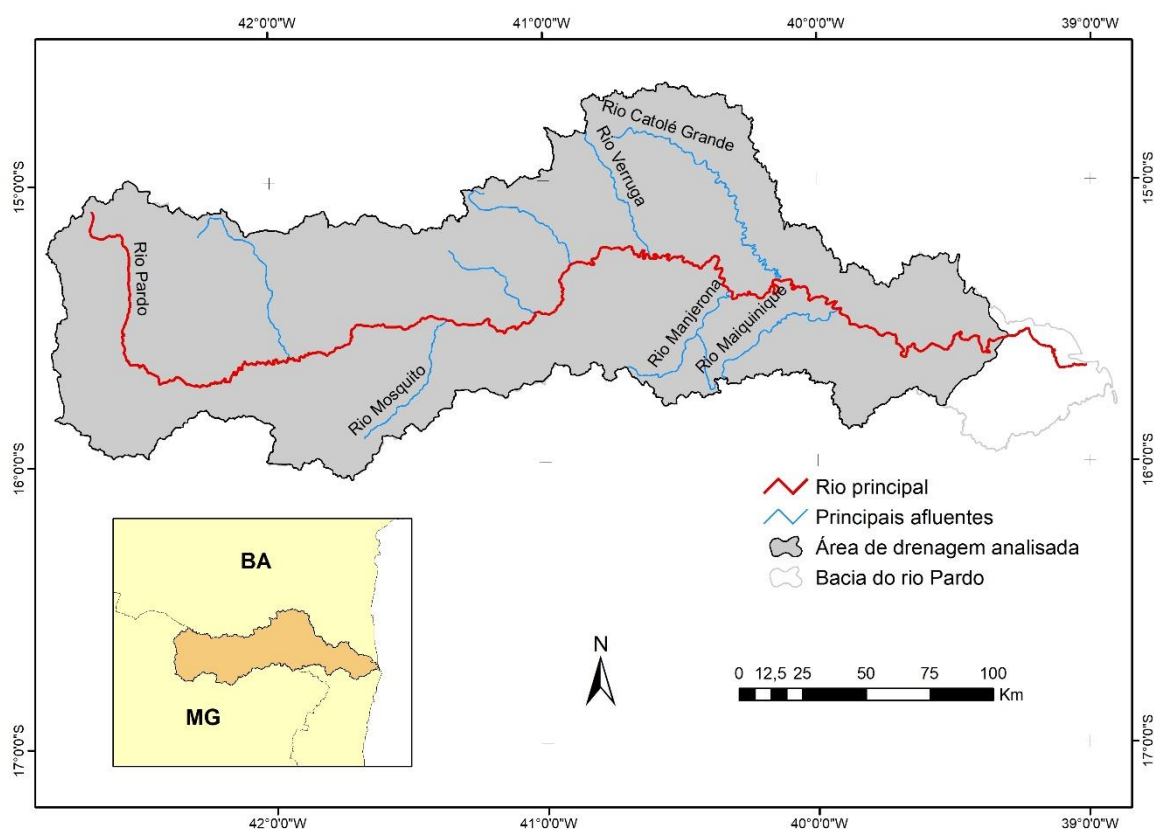 42°0'0"W
41°0'0"W
40°0'0"W
39°0'0"W
15°0'0"S
15°0'0"S
Rio Catolé Grande
Rio Verruga
Rio Pardo
Rio Manjerona
Rio Maiquinique
Rio Mosquito
16°0'0"S
16°0'0"S
Rio principal
Principais afluentes
Área de drenagem analisada
Bacia do rio Pardo
BA
MG
N
0 12,5 25 50 75 100
Km
17°0'0"S
17°0'0"S
42°0'0"W
41°0'0"W
40°0'0"W
39°0'0"W